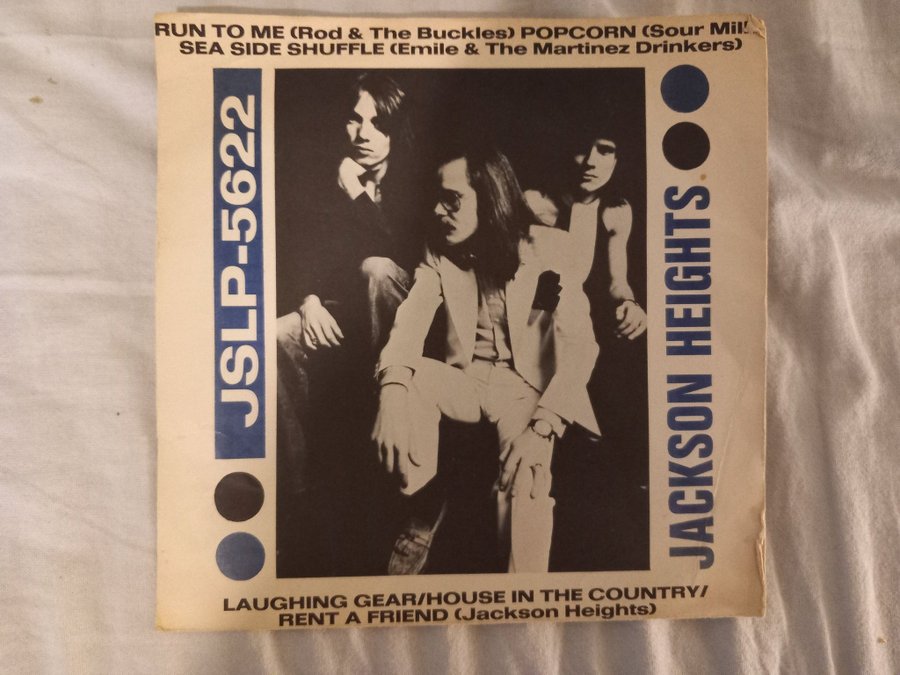 RUN TO ME (Rod & The Buckles) POPCORN (Sour
SEA SIDE SHUFFLE (Emile & The Martinez Drinkers)
JSLP-5622
JACKSON HEIGHTS
LAUGHING GEAR/HOUSE IN THE COUNTRY/
RENT A FRIEND (Jackson Heights)